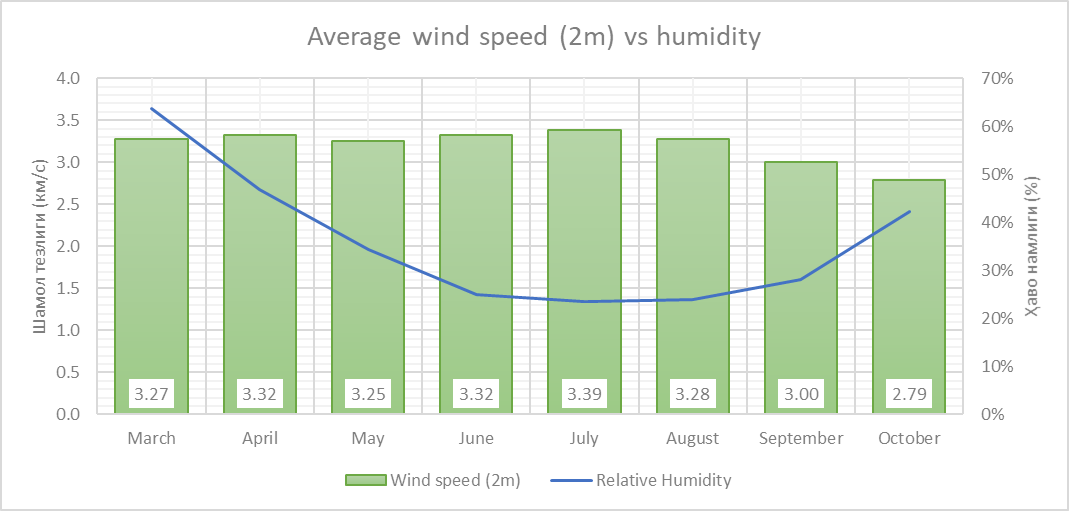 Average wind speed (2m) vs humidity
Шамол тезлиги (км/с)
4.0
3.5
3.0
2.5
2.0
1.5
1.0
0.5
0.0
70%
60%
50%
40%
30%
20%
10%
0%
Ҳаво намлиги (%)
3.27 3.32 3.25 3.32 3.39 3.28 3.00 2.79
March April May June July August September October
Wind speed (2m) Relative Humidity